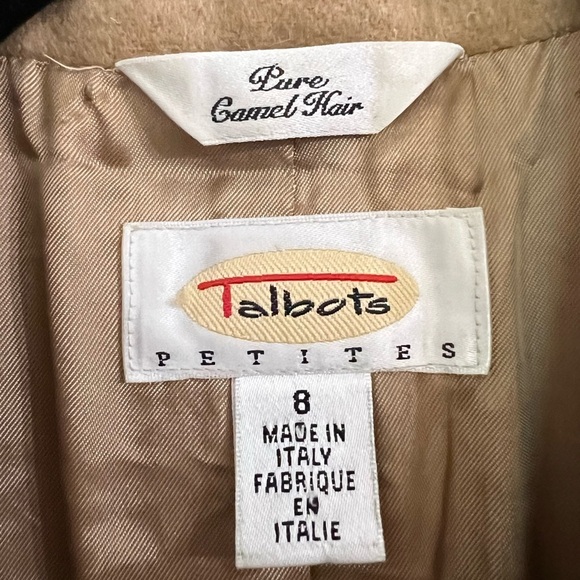 Pure
Camel Hair
Talbots
PETITES
8
MADE IN
ITALY
FABRIQUE
EN
ITALIE